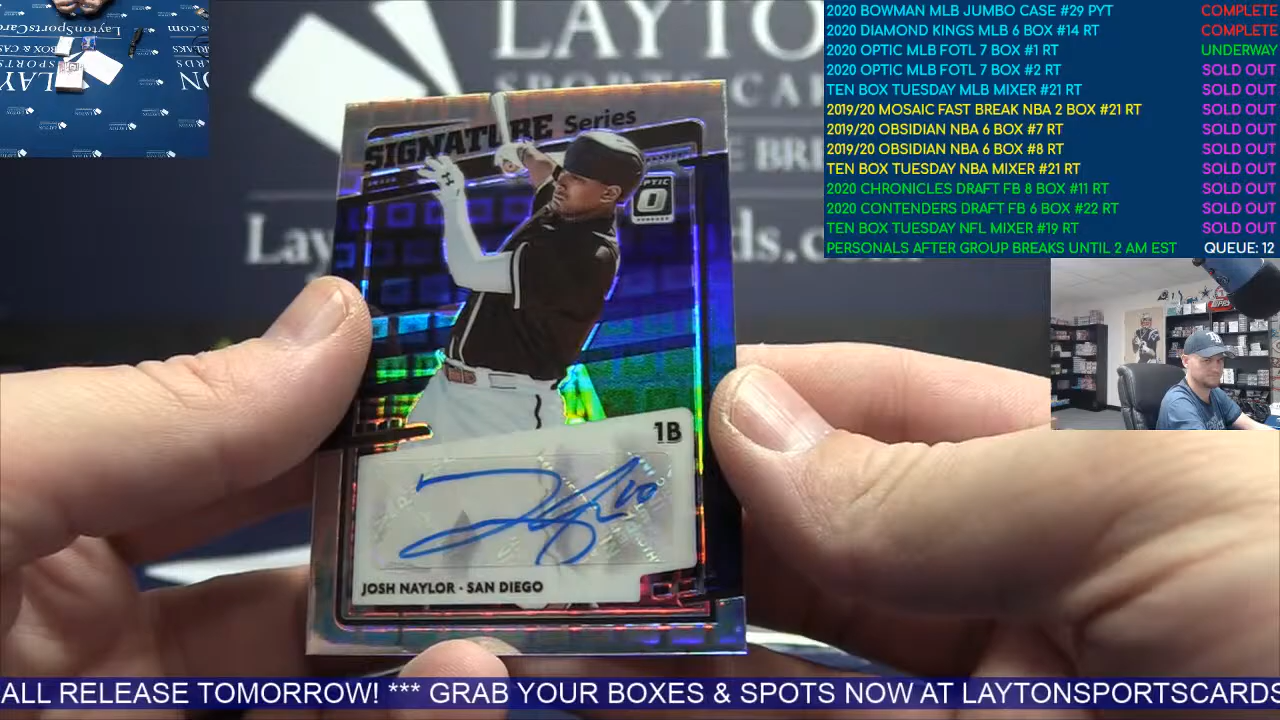 LAYTO
Lay
ds.com
SIGNATURE Series
OPTIC
1B
JOSH NAYLOR - SAN DIEGO
2020 BOWMAN MLB JUMBO CASE #29 PYT COMPLETE
2020 DIAMOND KINGS MLB 6 BOX #14 RT COMPLETE
2020 OPTIC MLB FOTL 7 BOX #1 RT UNDERWAY
2020 OPTIC MLB FOTL 7 BOX #2 RT SOLD OUT
TEN BOX TUESDAY MLB MIXER #21 RT SOLD OUT
2019/20 MOSAIC FAST BREAK NBA 2 BOX #21 RT SOLD OUT
2019/20 OBSIDIAN NBA 6 BOX #7 RT SOLD OUT
2019/20 OBSIDIAN NBA 6 BOX #8 RT SOLD OUT
TEN BOX TUESDAY NBA MIXER #21 RT SOLD OUT
2020 CHRONICLES DRAFT FB 8 BOX #11 RT SOLD OUT
2020 CONTENDERS DRAFT FB 6 BOX #22 RT SOLD OUT
TEN BOX TUESDAY NFL MIXER #19 RT SOLD OUT
PERSONALS AFTER GROUP BREAKS UNTIL 2 AM EST QUEUE: 12
ALL RELEASE TOMORROW! *** GRAB YOUR BOXES & SPOTS NOW AT LAYTONSPORTSCARDS